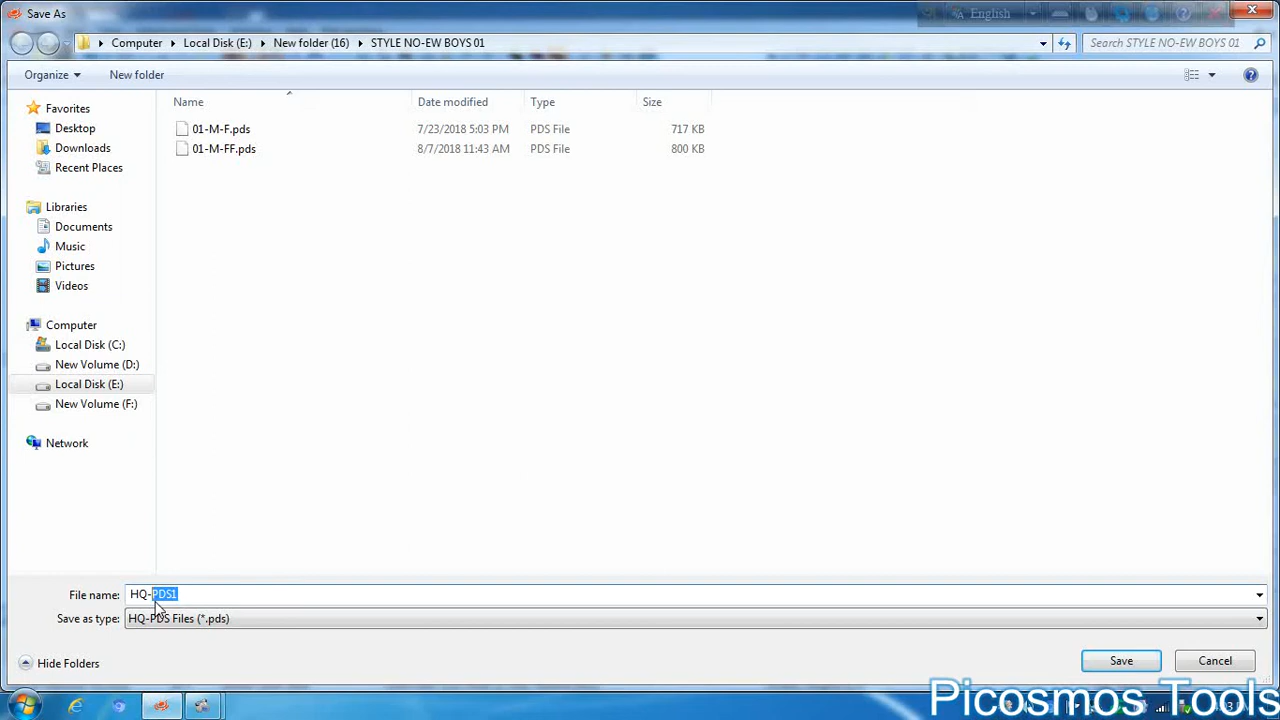 Save As
English
Computer ▸ Local Disk (E:) ▸ New folder (16) ▸ STYLE NO-EW BOYS 01
Search STYLE NO-EW BOYS 01
Organize
New folder
Name
Date modified
Type
Size
Favorites
Desktop
Downloads
Recent Places
Libraries
Documents
Music
Pictures
Videos
Computer
Local Disk (C:)
New Volume (D:)
Local Disk (E:)
New Volume (F:)
Network
01-M-F.pds 7/23/2018 5:03 PM PDS File 717 KB
01-M-FF.pds 8/7/2018 11:43 AM PDS File 800 KB
File name: HQ-PDS1
Save as type: HQ-PDS Files (*.pds)
Hide Folders
Save
Cancel
Picosmos Tools